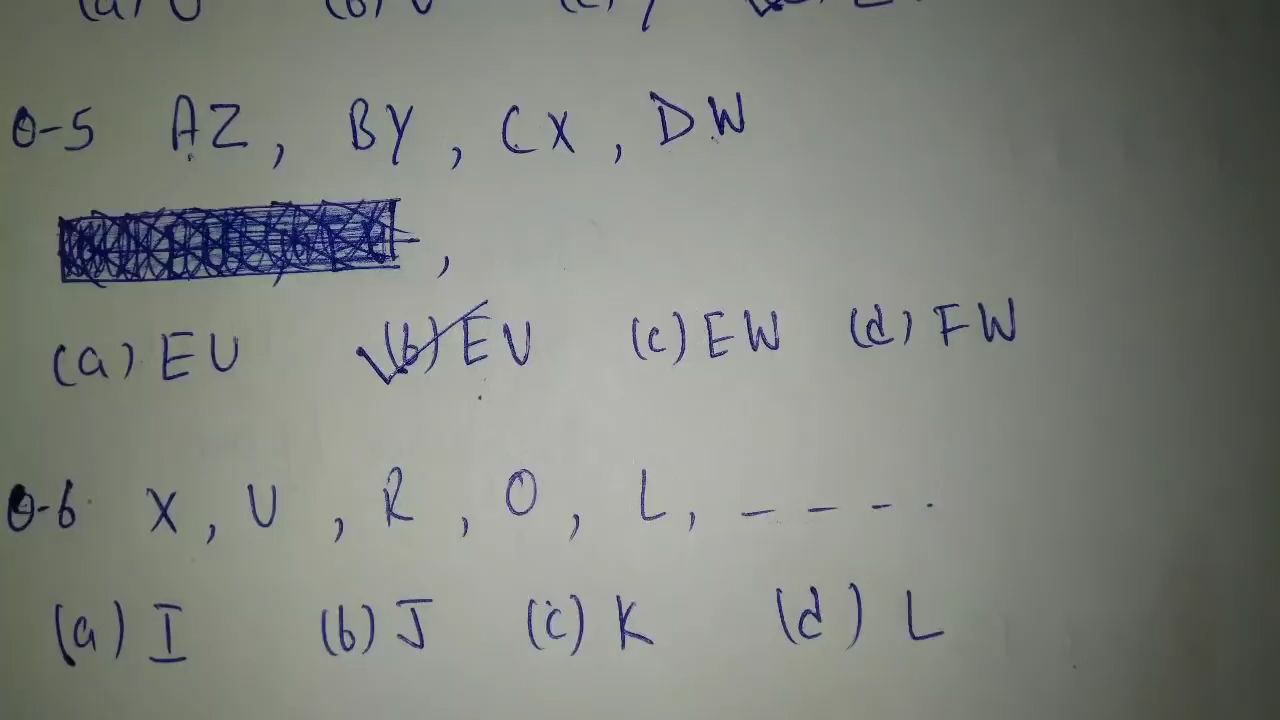 Q-5 AZ, BY, CX, DW
,
(a) EU (b) EV (c) EW (d) FW
Q-6 X, U, R, O, L, - - - -
(a) I (b) J (c) K (d) L